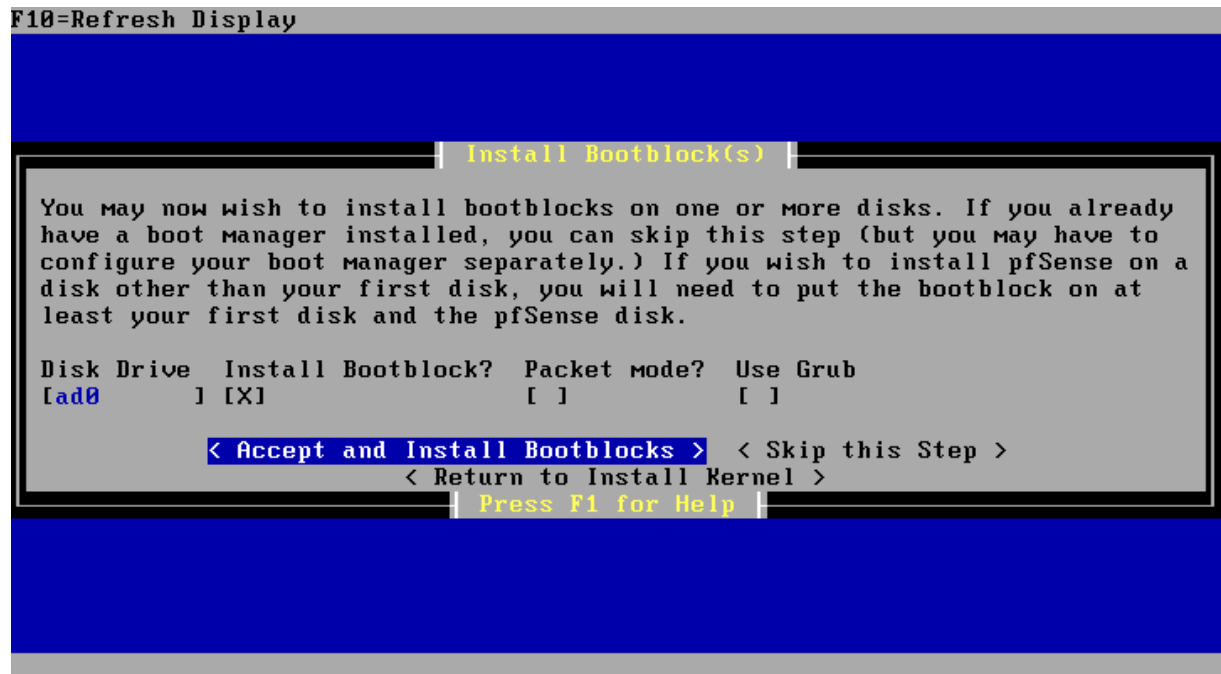 F10=Refresh Display
Install Bootblock(s)
You may now wish to install bootblocks on one or more disks. If you already
have a boot manager installed, you can skip this step (but you may have to
configure your boot manager separately.) If you wish to install pfSense on a
disk other than your first disk, you will need to put the bootblock on at
least your first disk and the pfSense disk.
Disk Drive Install Bootblock? Packet mode? Use Grub
[ad0 ] [X] [ ] [ ]
< Accept and Install Bootblocks > < Skip this Step >
< Return to Install Kernel >
Press F1 for Help